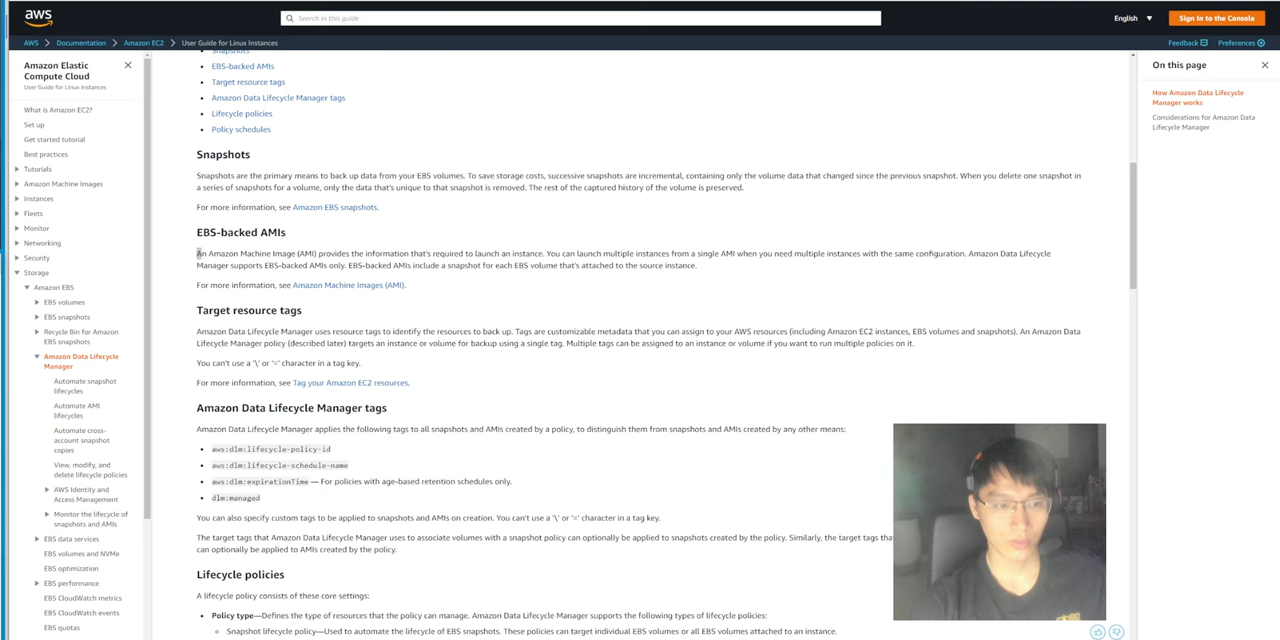 aws
Search in this guide
English
Sign In to the Console
AWS
Documentation
Amazon EC2
User Guide for Linux Instances
Feedback
Preferences
Amazon Elastic
Compute Cloud
User Guide for Linux Instances
What is Amazon EC2?
Set up
Get started tutorial
Best practices
Tutorials
Amazon Machine Images
Instances
Fleets
Monitor
Networking
Security
Storage
Amazon EBS
EBS volumes
EBS snapshots
Recycle Bin for Amazon
EBS snapshots
Amazon Data Lifecycle
Manager
Automate snapshot
lifecycles
Automate AMI
lifecycles
Automate cross-
account snapshot
copies
View, modify, and
delete lifecycle policies
AWS Identity and
Access Management
Monitor the lifecycle of
snapshots and AMIs
EBS data services
EBS volumes and NVMe
EBS optimization
EBS performance
EBS CloudWatch metrics
EBS CloudWatch events
EBS quotas
Snapshots
EBS-backed AMIs
Target resource tags
Amazon Data Lifecycle Manager tags
Lifecycle policies
Policy schedules
Snapshots
Snapshots are the primary means to back up data from your EBS volumes. To save storage costs, successive snapshots are incremental, containing only the volume data that changed since the previous snapshot. When you delete one snapshot in
a series of snapshots for a volume, only the data that's unique to that snapshot is removed. The rest of the captured history of the volume is preserved.
For more information, see Amazon EBS snapshots.
EBS-backed AMIs
An Amazon Machine Image (AMI) provides the information that's required to launch an instance. You can launch multiple instances from a single AMI when you need multiple instances with the same configuration. Amazon Data Lifecycle
Manager supports EBS-backed AMIs only. EBS-backed AMIs include a snapshot for each EBS volume that's attached to the source instance.
For more information, see Amazon Machine Images (AMI).
Target resource tags
Amazon Data Lifecycle Manager uses resource tags to identify the resources to back up. Tags are customizable metadata that you can assign to your AWS resources (including Amazon EC2 instances, EBS volumes and snapshots). An Amazon Data
Lifecycle Manager policy (described later) targets an instance or volume for backup using a single tag. Multiple tags can be assigned to an instance or volume if you want to run multiple policies on it.
You can't use a '\' or '=' character in a tag key.
For more information, see Tag your Amazon EC2 resources.
Amazon Data Lifecycle Manager tags
Amazon Data Lifecycle Manager applies the following tags to all snapshots and AMIs created by a policy, to distinguish them from snapshots and AMIs created by any other means:
aws:dlm:lifecycle-policy-id
aws:dlm:lifecycle-schedule-name
aws:dlm:expirationTime — For policies with age-based retention schedules only.
dlm:managed
You can also specify custom tags to be applied to snapshots and AMIs on creation. You can't use a '\' or '=' character in a tag key.
The target tags that Amazon Data Lifecycle Manager uses to associate volumes with a snapshot policy can optionally be applied to snapshots created by the policy. Similarly, the target tags tha
can optionally be applied to AMIs created by the policy.
Lifecycle policies
A lifecycle policy consists of these core settings:
Policy type—Defines the type of resources that the policy can manage. Amazon Data Lifecycle Manager supports the following types of lifecycle policies:
Snapshot lifecycle policy—Used to automate the lifecycle of EBS snapshots. These policies can target individual EBS volumes or all EBS volumes attached to an instance.
On this page
How Amazon Data Lifecycle
Manager works
Considerations for Amazon Data
Lifecycle Manager